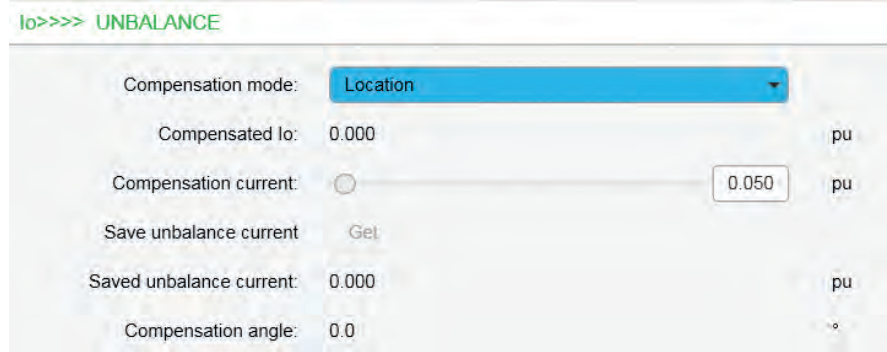 Io>>>> UNBALANCE
Compensation mode: Location
Compensated Io: 0.000 pu
Compensation current: 0.050 pu
Save unbalance current Get
Saved unbalance current: 0.000 pu
Compensation angle: 0.0 °